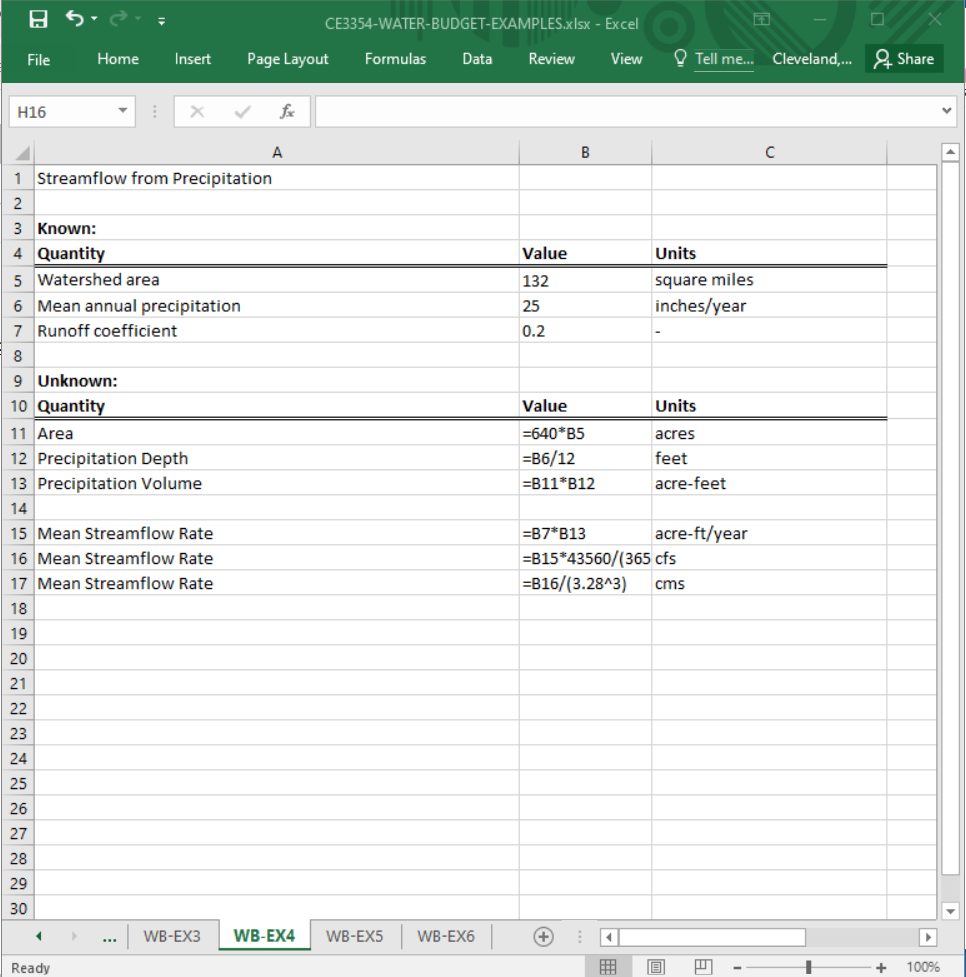 CE3354-WATER-BUDGET-EXAMPLES.xlsx - Excel
File Home Insert Page Layout Formulas Data Review View Tell me... Cleveland,... Share
H16 fx
A B C
1 Streamflow from Precipitation
2
3 Known:
4 Quantity Value Units
5 Watershed area 132 square miles
6 Mean annual precipitation 25 inches/year
7 Runoff coefficient 0.2 -
8
9 Unknown:
10 Quantity Value Units
11 Area =640*B5 acres
12 Precipitation Depth =B6/12 feet
13 Precipitation Volume =B11*B12 acre-feet
14
15 Mean Streamflow Rate =B7*B13 acre-ft/year
16 Mean Streamflow Rate =B15*43560/(365 cfs
17 Mean Streamflow Rate =B16/(3.28^3) cms
18
19
20
21
22
23
24
25
26
27
28
29
30
... WB-EX3 WB-EX4 WB-EX5 WB-EX6
Ready 100%